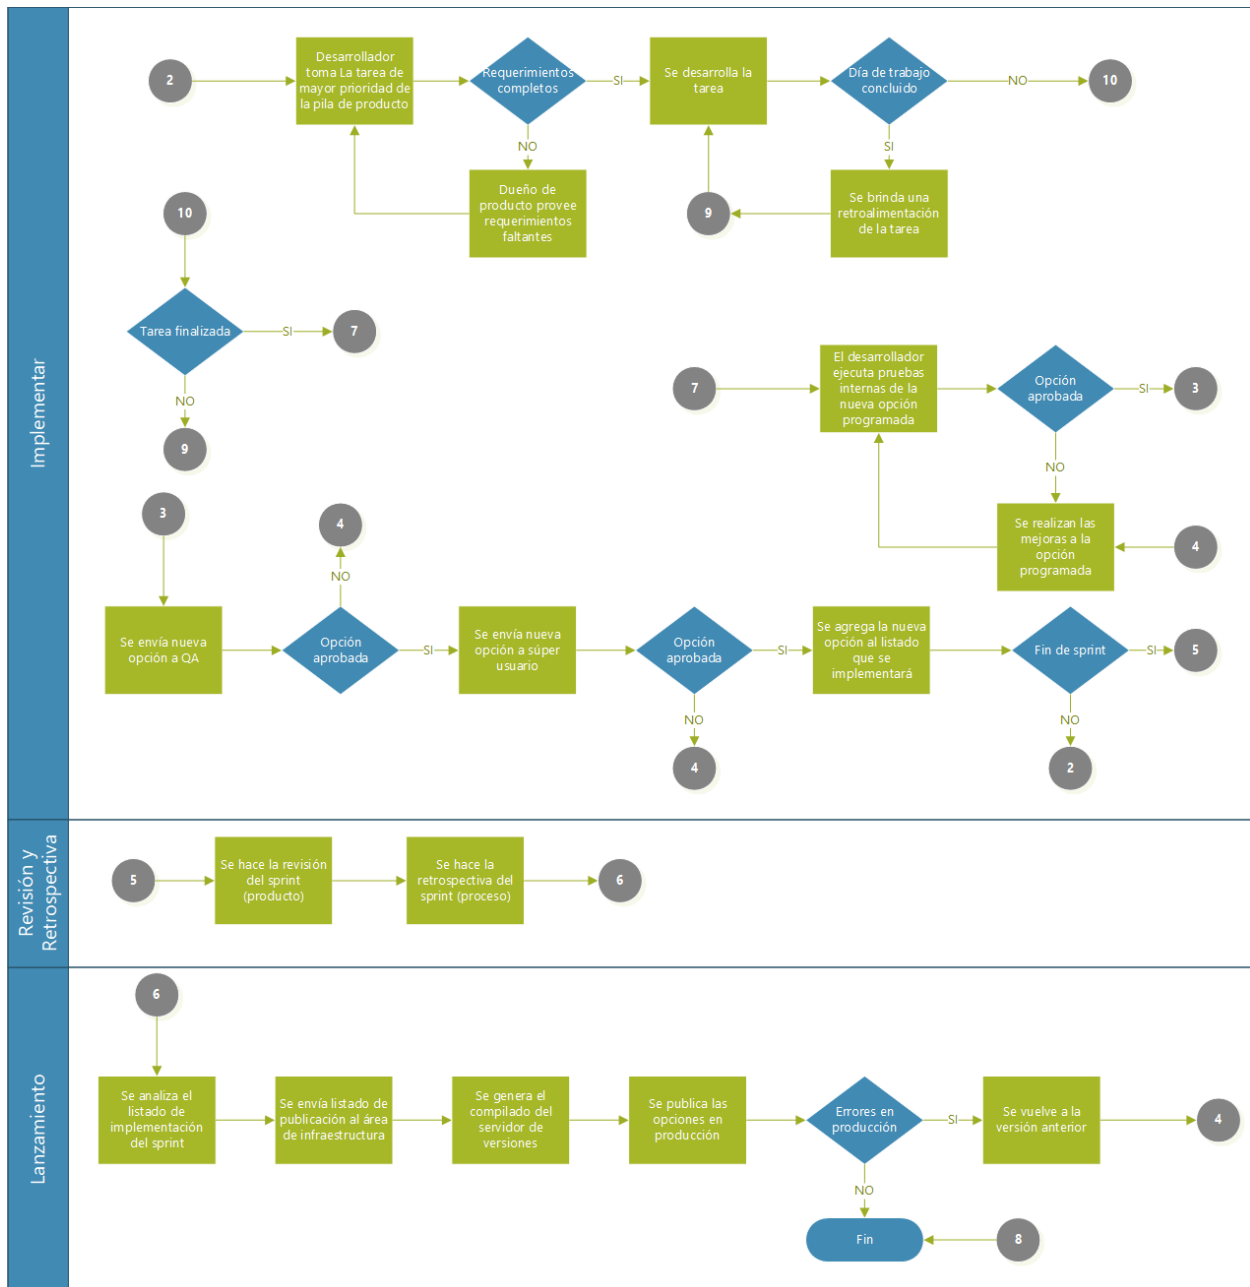 Implementar
2
Desarrollador
toma La tarea de
mayor prioridad de
la pila de producto
Requerimientos
completos
SI
Se desarrolla la
tarea
Día de trabajo
concluido
NO
10
NO
SI
Dueño de
producto provee
requerimientos
faltantes
9
Se brinda una
retroalimentación
de la tarea
10
Tarea finalizada
SI
7
NO
9
7
El desarrollador
ejecuta pruebas
internas de la
nueva opción
programada
Opción
aprobada
SI
3
NO
Se realizan las
mejoras a la
opción
programada
4
3
4
NO
Se envía nueva
opción a QA
Opción
aprobada
SI
Se envía nueva
opción a súper
usuario
Opción
aprobada
SI
Se agrega la nueva
opción al listado
que se
implementará
Fin de sprint
SI
5
NO
4
NO
2
Revisión y
Retrospectiva
5
Se hace la revisión
del sprint
(producto)
Se hace la
retrospectiva del
sprint (proceso)
6
Lanzamiento
6
Se analiza el
listado de
implementación
del sprint
Se envía listado de
publicación al área
de infraestructura
Se genera el
compilado del
servidor de
versiones
Se publica las
opciones en
producción
Errores en
producción
SI
Se vuelve a la
versión anterior
4
NO
Fin
8